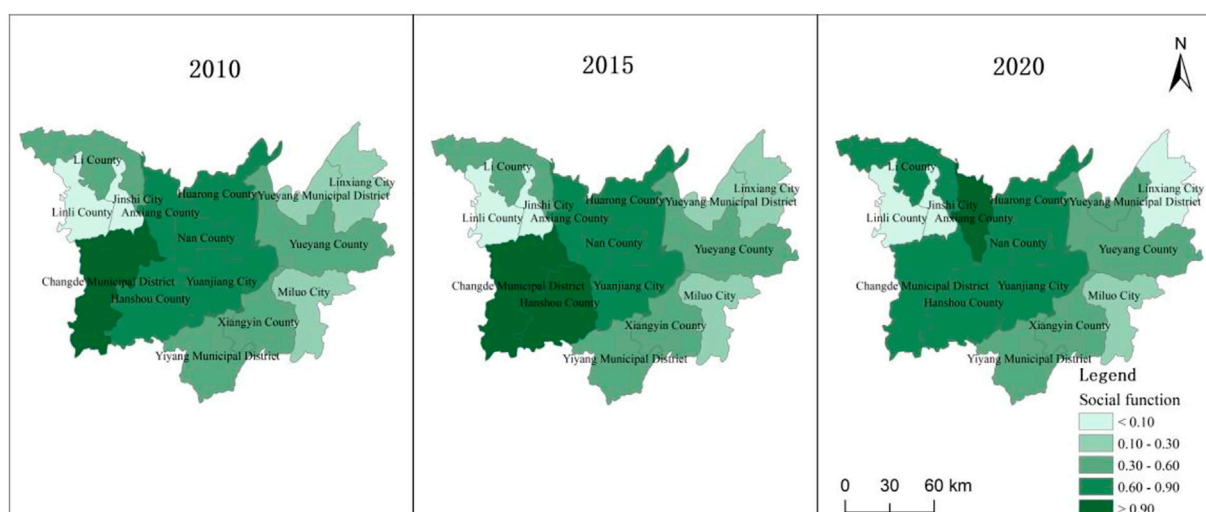 2010
Li County
Linxiang City
Huarong County
Yueyang Municipal District
Jinshi City
Linli County
Anxiang County
Nan County
Yueyang County
Changde Municipal District
Yuanjiang City
Miluo City
Hanshou County
Xiangyin County
Yiyang Municipal District
2015
Li County
Linxiang City
Huarong County
Yueyang Municipal District
Jinshi City
Linli County
Anxiang County
Nan County
Yueyang County
Changde Municipal District
Yuanjiang City
Miluo City
Hanshou County
Xiangyin County
Yiyang Municipal District
2020
N
Li County
Linxiang City
Huarong County
Yueyang Municipal District
Jinshi City
Linli County
Anxiang County
Nan County
Yueyang County
Changde Municipal District
Yuanjiang City
Miluo City
Hanshou County
Xiangyin County
Yiyang Municipal District
Legend
Social function
< 0.10
0.10 - 0.30
0.30 - 0.60
0.60 - 0.90
> 0.90
0 30 60 km